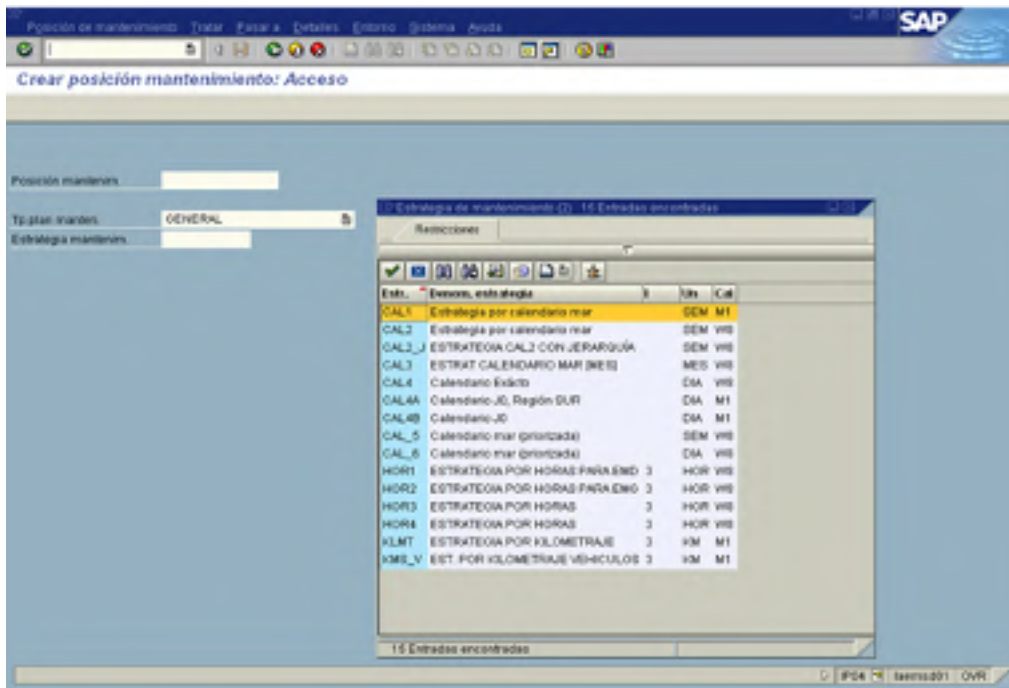 Posición de mantenimiento Tratar Pasar a Detalles Entorno Sistema Ayuda
SAP
Crear posición mantenimiento: Acceso
Posición mantenim.
Tp.plan manten. GENERAL
Estrategia mantenim.
Estrategia de mantenimiento (2) 15 Entradas encontradas
Restricciones
Estr. Denom. estrategia Un Cal
CAL1 Estrategia por calendario mar SEM M1
CAL2 Estrategia por calendario mar SEM W8
CAL2_J ESTRATEGIA CAL2 CON JERARQUÍA SEM W8
CAL3 ESTRAT CALENDARIO MAR [MES] MES W8
CAL4 Calendario Exácto DIA W8
CAL4A Calendario J0, Región SUR DIA M1
CAL4B Calendario J0 DIA M1
CAL_5 Calendario mar (priorizada) SEM W8
CAL_6 Calendario mar (priorizada) DIA W8
HOR1 ESTRATEGIA POR HORAS PARA 3 HOR W8
HOR2 ESTRATEGIA POR HORAS PARA 3 HOR W8
HOR3 ESTRATEGIA POR HORAS 3 HOR W8
HOR4 ESTRATEGIA POR HORAS 3 HOR W8
KLMT ESTRATEGIA POR KILOMETRAJE 3 KM M1
KMS_V EST. POR KILOMETRAJE VEHICULOS 3 KM M1
15 Entradas encontradas
IP04 OVR